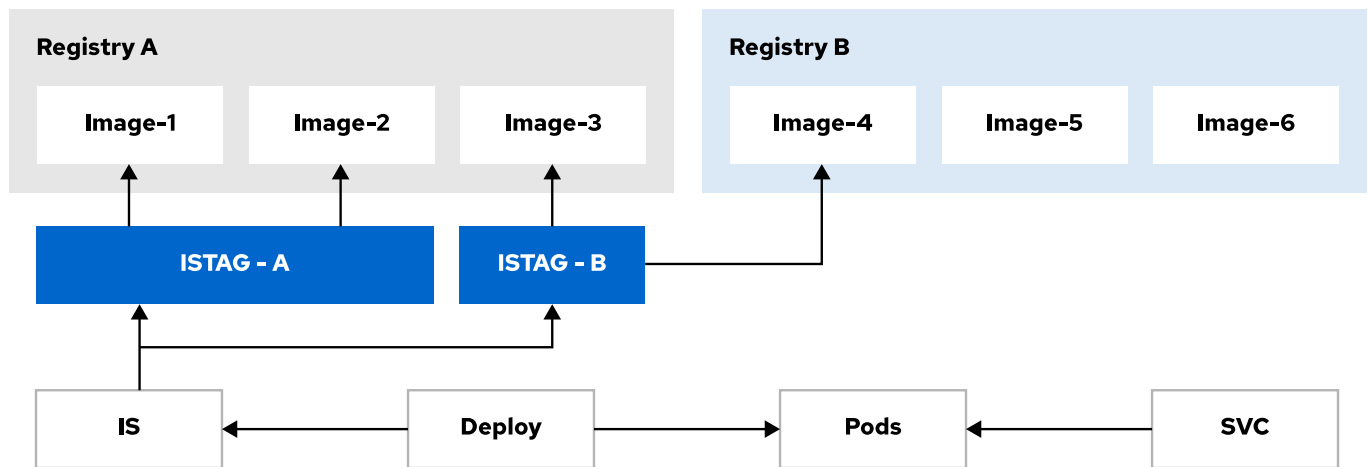 Registry A
Registry B
Image-1
Image-2
Image-3
Image-4
Image-5
Image-6
ISTAG - A
ISTAG - B
IS
Deploy
Pods
SVC